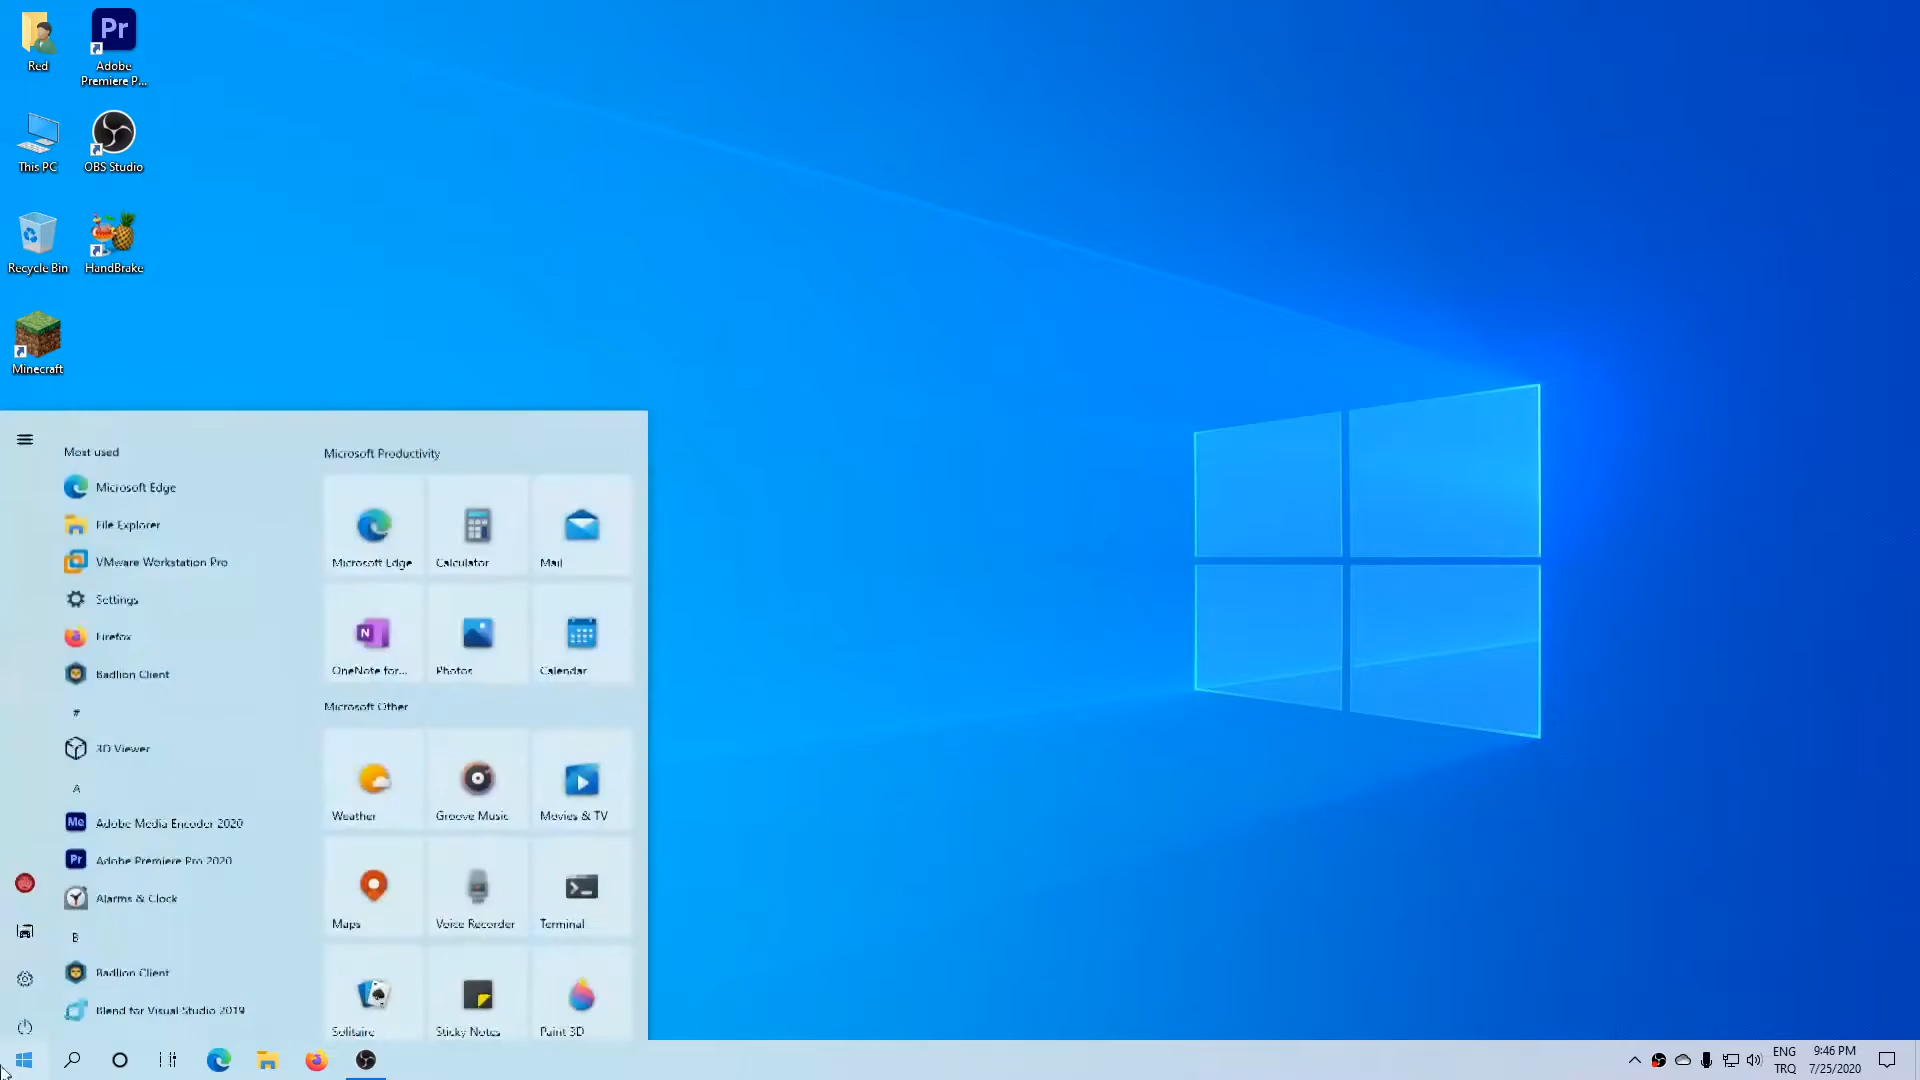 Red
Pr
Adobe
Premiere P...
This PC
OBS Studio
Recycle Bin
HandBrake
Minecraft
Most used
Microsoft Edge
File Explorer
VMware Workstation Pro
Settings
Firefox
Badlion Client
#
3D Viewer
A
Me
Adobe Media Encoder 2020
Pr
Adobe Premiere Pro 2020
Alarms & Clock
B
Badlion Client
Blend for Visual Studio 2019
Microsoft Productivity
Microsoft Edge
Calculator
Mail
N
OneNote for...
Photos
Calendar
Microsoft Other
Weather
Groove Music
Movies & TV
Maps
Voice Recorder
Terminal
Solitaire
Sticky Notes
Paint 3D
ENG
TRQ
9:46 PM
7/25/2020